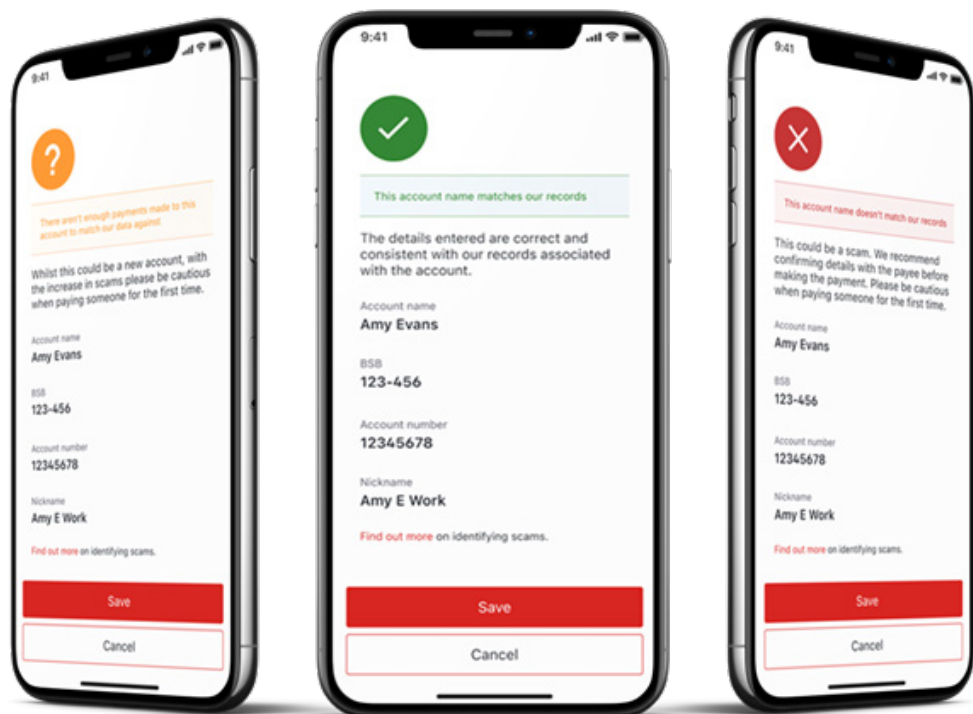 9:41
There aren't enough payments made to this
account to match our data against
Whilst this could be a new account, with
the increase in scams please be cautious
when paying someone for the first time.
Account name
Amy Evans
BSB
123-456
Account number
12345678
Nickname
Amy E Work
Find out more on identifying scams.
Save
Cancel
9:41
This account name matches our records
The details entered are correct and
consistent with our records associated
with the account.
Account name
Amy Evans
BSB
123-456
Account number
12345678
Nickname
Amy E Work
Find out more on identifying scams.
Save
Cancel
9:41
This account name doesn't match our records
This could be a scam. We recommend
confirming details with the payee before
making the payment. Please be cautious
when paying someone for the first time.
Account name
Amy Evans
BSB
123-456
Account number
12345678
Nickname
Amy E Work
Find out more on identifying scams.
Save
Cancel